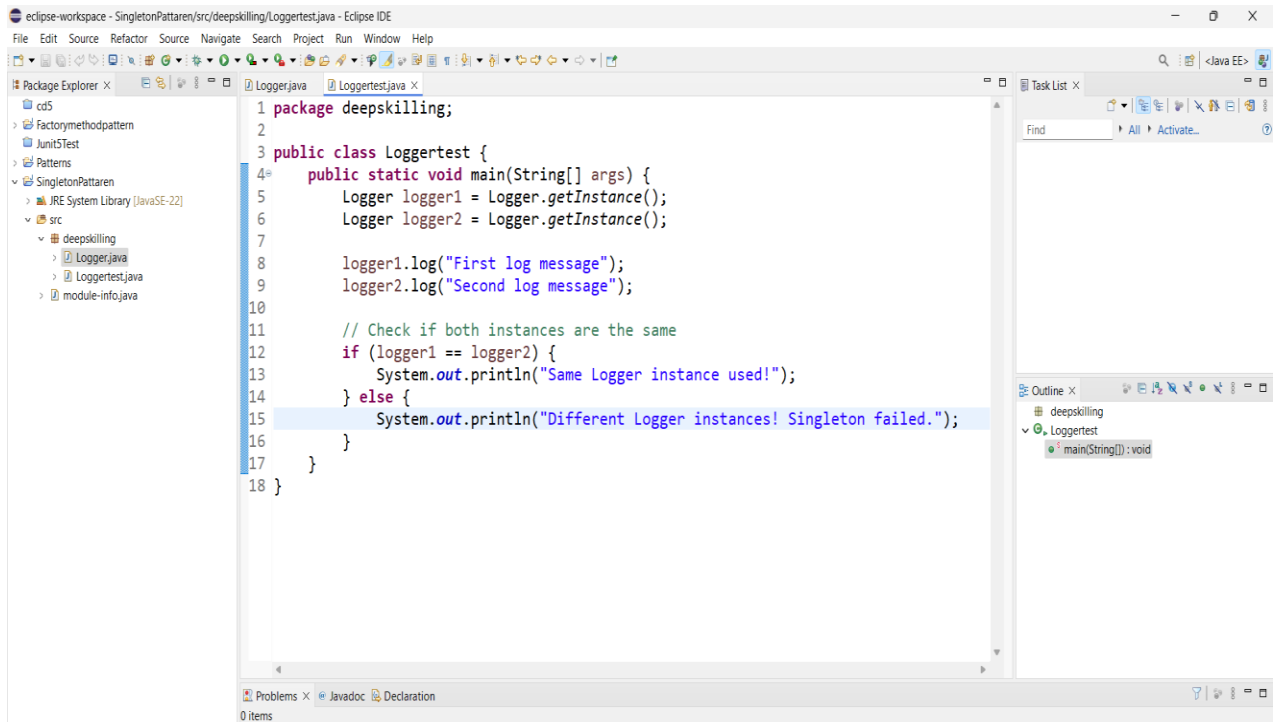 eclipse-workspace - SingletonPattaren/src/deepskilling/Loggertest.java - Eclipse IDE
File Edit Source Refactor Source Navigate Search Project Run Window Help
<Java EE>
Package Explorer
cd5
Factorymethodpattern
Junit5Test
Patterns
SingletonPattaren
JRE System Library [JavaSE-22]
src
deepskilling
Logger.java
Loggertest.java
module-info.java
Logger.java Loggertest.java
1 package deepskilling;
2
3 public class Loggertest {
4 public static void main(String[] args) {
5 Logger logger1 = Logger.getInstance();
6 Logger logger2 = Logger.getInstance();
7
8 logger1.log("First log message");
9 logger2.log("Second log message");
10
11 // Check if both instances are the same
12 if (logger1 == logger2) {
13 System.out.println("Same Logger instance used!");
14 } else {
15 System.out.println("Different Logger instances! Singleton failed.");
16 }
17 }
18 }
Task List
Find All Activate...
Outline
deepskilling
Loggertest
main(String[]) : void
Problems Javadoc Declaration
0 items